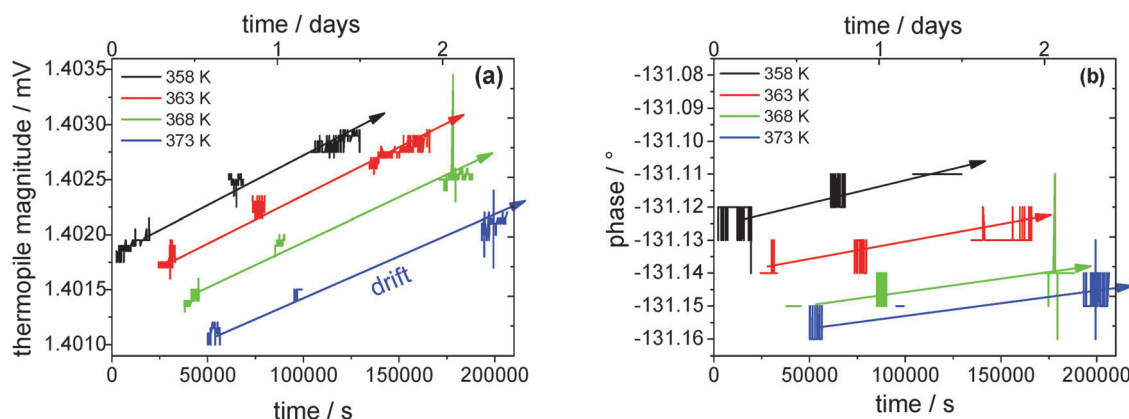 time / days
0 1 2
(a)
358 K
363 K
368 K
373 K
1.4035
1.4030
1.4025
1.4020
1.4015
1.4010
thermopile magnitude / mV
drift
0 50000 100000 150000 200000
time / s
time / days
0 1 2
(b)
358 K
363 K
368 K
373 K
-131.08
-131.09
-131.10
-131.11
-131.12
-131.13
-131.14
-131.15
-131.16
phase / °
0 50000 100000 150000 200000
time / s